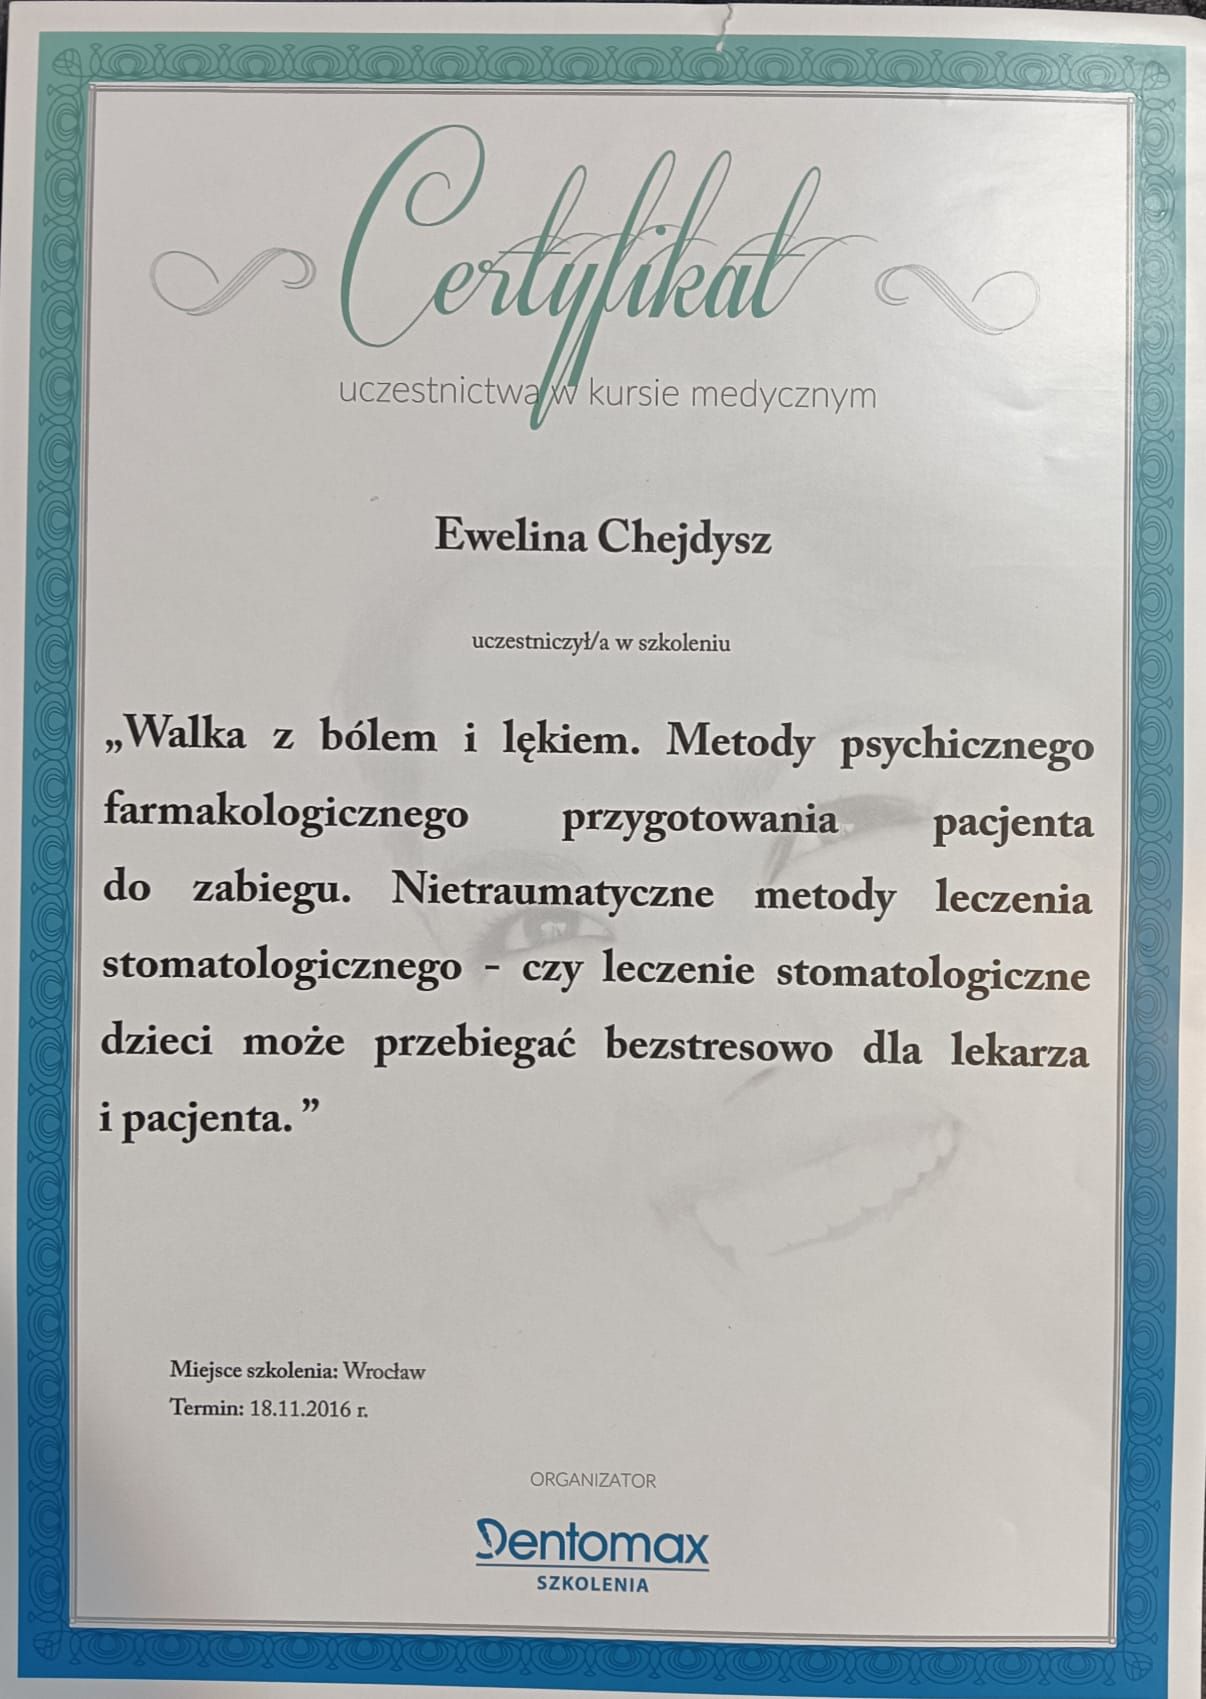 Certyfikat
uczestnictwa w kursie medycznym
Ewelina Chejdysz
uczestniczył/a w szkoleniu
„Walka z bólem i lękiem. Metody psychicznego
farmakologicznego przygotowania pacjenta
do zabiegu. Nietraumatyczne metody leczenia
stomatologicznego - czy leczenie stomatologiczne
dzieci może przebiegać bezstresowo dla lekarza
i pacjenta.”
Miejsce szkolenia: Wrocław
Termin: 18.11.2016 r.
ORGANIZATOR
Dentomax
SZKOLENIA